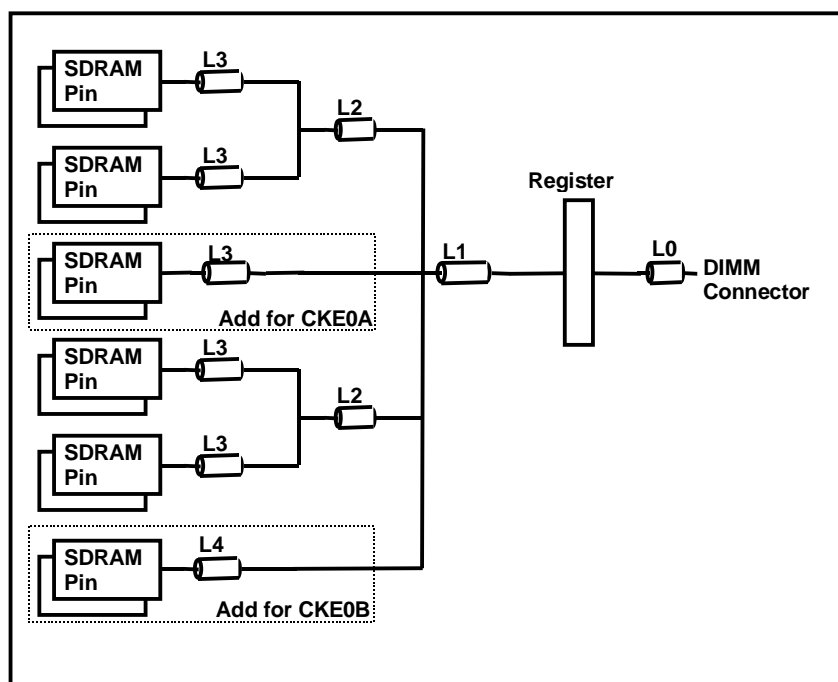 L3
SDRAM
Pin
L2
L3
SDRAM
Pin
Register
L3
SDRAM
Pin
L1
L0
DIMM
Connector
Add for CKE0A
L3
SDRAM
Pin
L2
L3
SDRAM
Pin
L4
SDRAM
Pin
Add for CKE0B